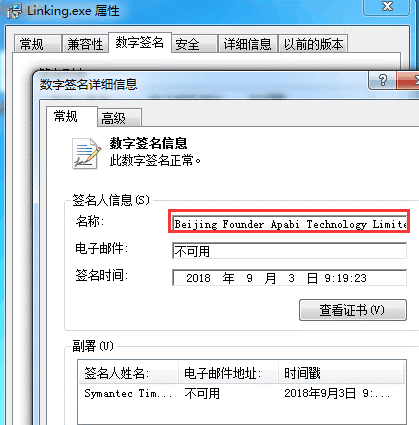 Linking.exe 属性
常规 兼容性 数字签名 安全 详细信息 以前的版本
数字签名详细信息
常规 高级
数字签名信息
此数字签名正常。
签名人信息(S)
名称: Beijing Founder Apabi Technology Limite
电子邮件: 不可用
签名时间: 2018 年 9 月 3 日 9:19:23
查看证书(V)
副署(U)
签名人姓名: 电子邮件地址: 时间戳
Symantec Tim... 不可用 2018年9月3日 9:...